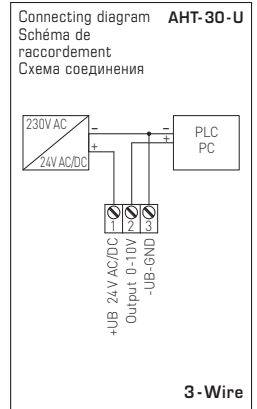 Connecting diagram AHT-30-U
Schéma de
raccordement
Схема соединения
230V AC
24V AC/DC
−
+
−
+
PLC
PC
1 2 3
+UB 24V AC/DC
Output 0-10V
-UB-GND
3-Wire